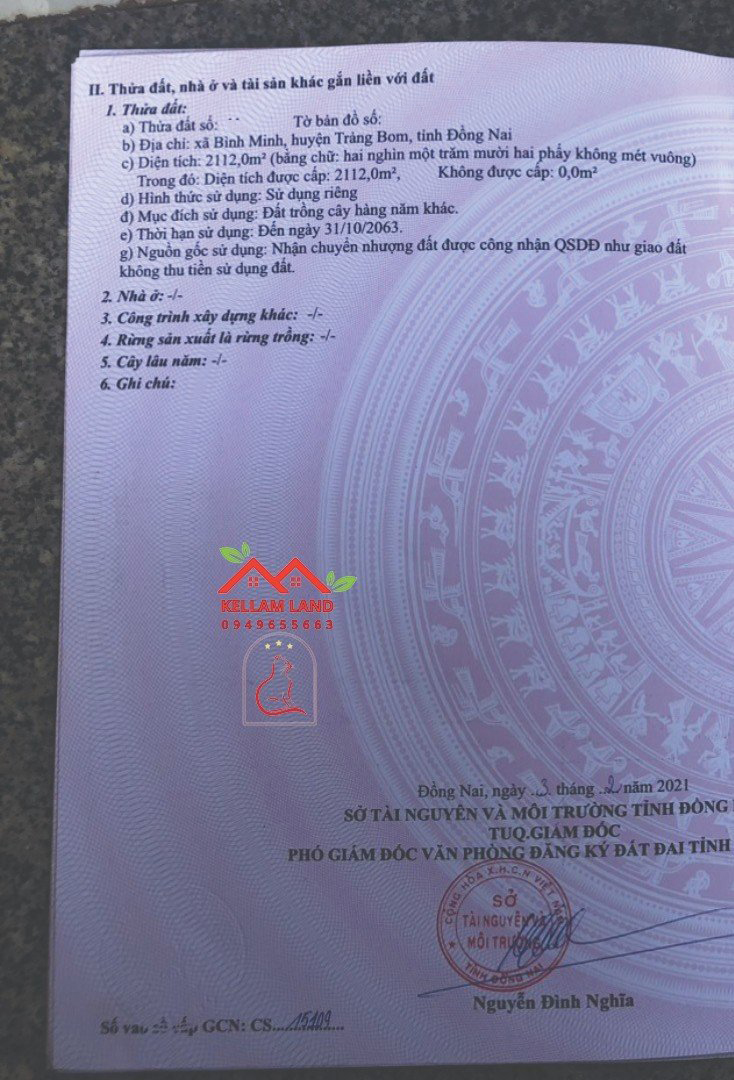 II. Thửa đất, nhà ở và tài sản khác gắn liền với đất
1. Thửa đất:
a) Thửa đất số: Tờ bản đồ số:
b) Địa chỉ: xã Bình Minh, huyện Trảng Bom, tỉnh Đồng Nai
c) Diện tích: 2112,0m² (bằng chữ: hai nghìn một trăm mười hai phẩy không mét vuông)
Trong đó: Diện tích được cấp: 2112,0m², Không được cấp: 0,0m²
d) Hình thức sử dụng: Sử dụng riêng
đ) Mục đích sử dụng: Đất trồng cây hàng năm khác.
e) Thời hạn sử dụng: Đến ngày 31/10/2063.
g) Nguồn gốc sử dụng: Nhận chuyển nhượng đất được công nhận QSDĐ như giao đất
không thu tiền sử dụng đất.
2. Nhà ở: -/-
3. Công trình xây dựng khác: -/-
4. Rừng sản xuất là rừng trồng: -/-
5. Cây lâu năm: -/-
6. Ghi chú:
KELLAM LAND
0949655663
Đồng Nai, ngày 3 tháng 2 năm 2021
SỞ TÀI NGUYÊN VÀ MÔI TRƯỜNG TỈNH ĐỒNG
TUQ.GIÁM ĐỐC
PHÓ GIÁM ĐỐC VĂN PHÒNG ĐĂNG KÝ ĐẤT ĐAI TỈNH
CỘNG HÒA X.H.C.N VIỆT NAM
SỞ
TÀI NGUYÊN VÀ
MÔI TRƯỜNG
TỈNH ĐỒNG NAI
Nguyễn Đình Nghĩa
Số vào sổ cấp GCN: CS 15109